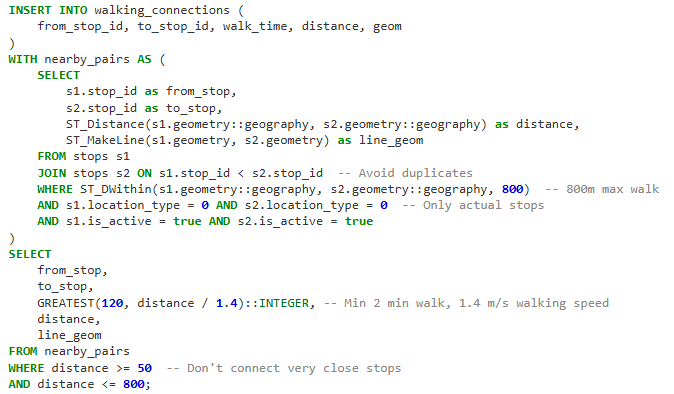 INSERT INTO walking_connections (
    from_stop_id, to_stop_id, walk_time, distance, geom
)
WITH nearby_pairs AS (
    SELECT
        s1.stop_id as from_stop,
        s2.stop_id as to_stop,
        ST_Distance(s1.geometry::geography, s2.geometry::geography) as distance,
        ST_MakeLine(s1.geometry, s2.geometry) as line_geom
    FROM stops s1
    JOIN stops s2 ON s1.stop_id < s2.stop_id  -- Avoid duplicates
    WHERE ST_DWithin(s1.geometry::geography, s2.geometry::geography, 800)  -- 800m max walk
    AND s1.location_type = 0 AND s2.location_type = 0  -- Only actual stops
    AND s1.is_active = true AND s2.is_active = true
)
SELECT
    from_stop,
    to_stop,
    GREATEST(120, distance / 1.4)::INTEGER, -- Min 2 min walk, 1.4 m/s walking speed
    distance,
    line_geom
FROM nearby_pairs
WHERE distance >= 50  -- Don't connect very close stops
AND distance <= 800;